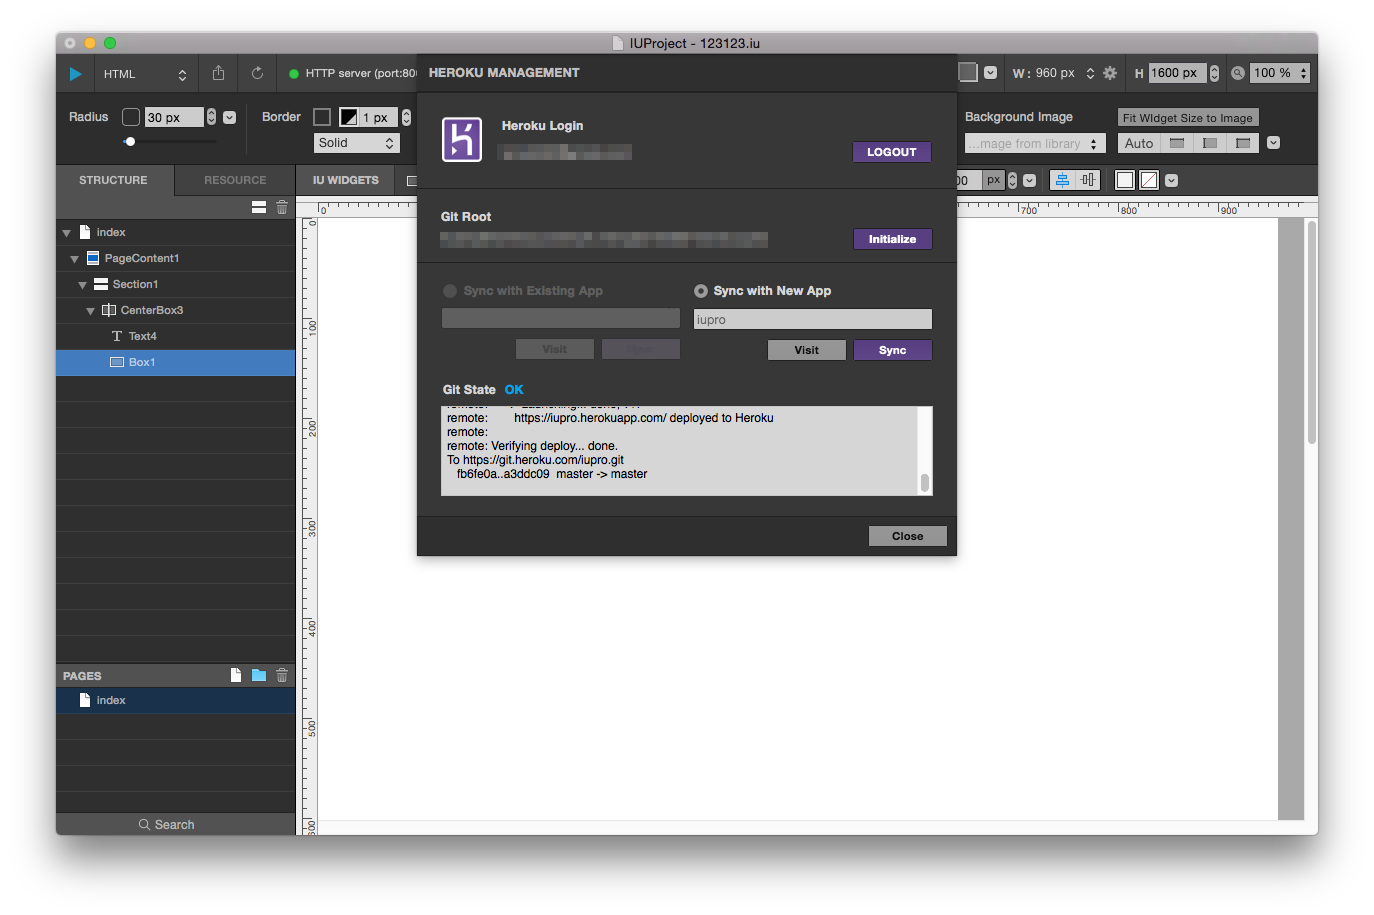 IUProject - 123123.iu
HTML
HTTP server (port:80
HEROKU MANAGEMENT
W : 960 px
H 1600 px
100 %
Radius
30 px
Border
1 px
Solid
Heroku Login
LOGOUT
Background Image
Fit WIdget Size to Image
...mage from library
Auto
STRUCTURE
RESOURCE
IU WIDGETS
00 px
0
700
800
900
Git Root
Initialize
index
PageContent1
Section1
CenterBox3
Text4
Box1
Sync with Existing App
Sync with New App
iupro
Visit
Visit
Sync
Git State OK
remote:
remote: https://iupro.herokuapp.com/ deployed to Heroku
remote:
remote: Verifying deploy... done.
To https://git.heroku.com/iupro.git
fb6fe0a..a3ddc09 master -> master
Close
0
100
200
300
400
500
600
PAGES
index
Search